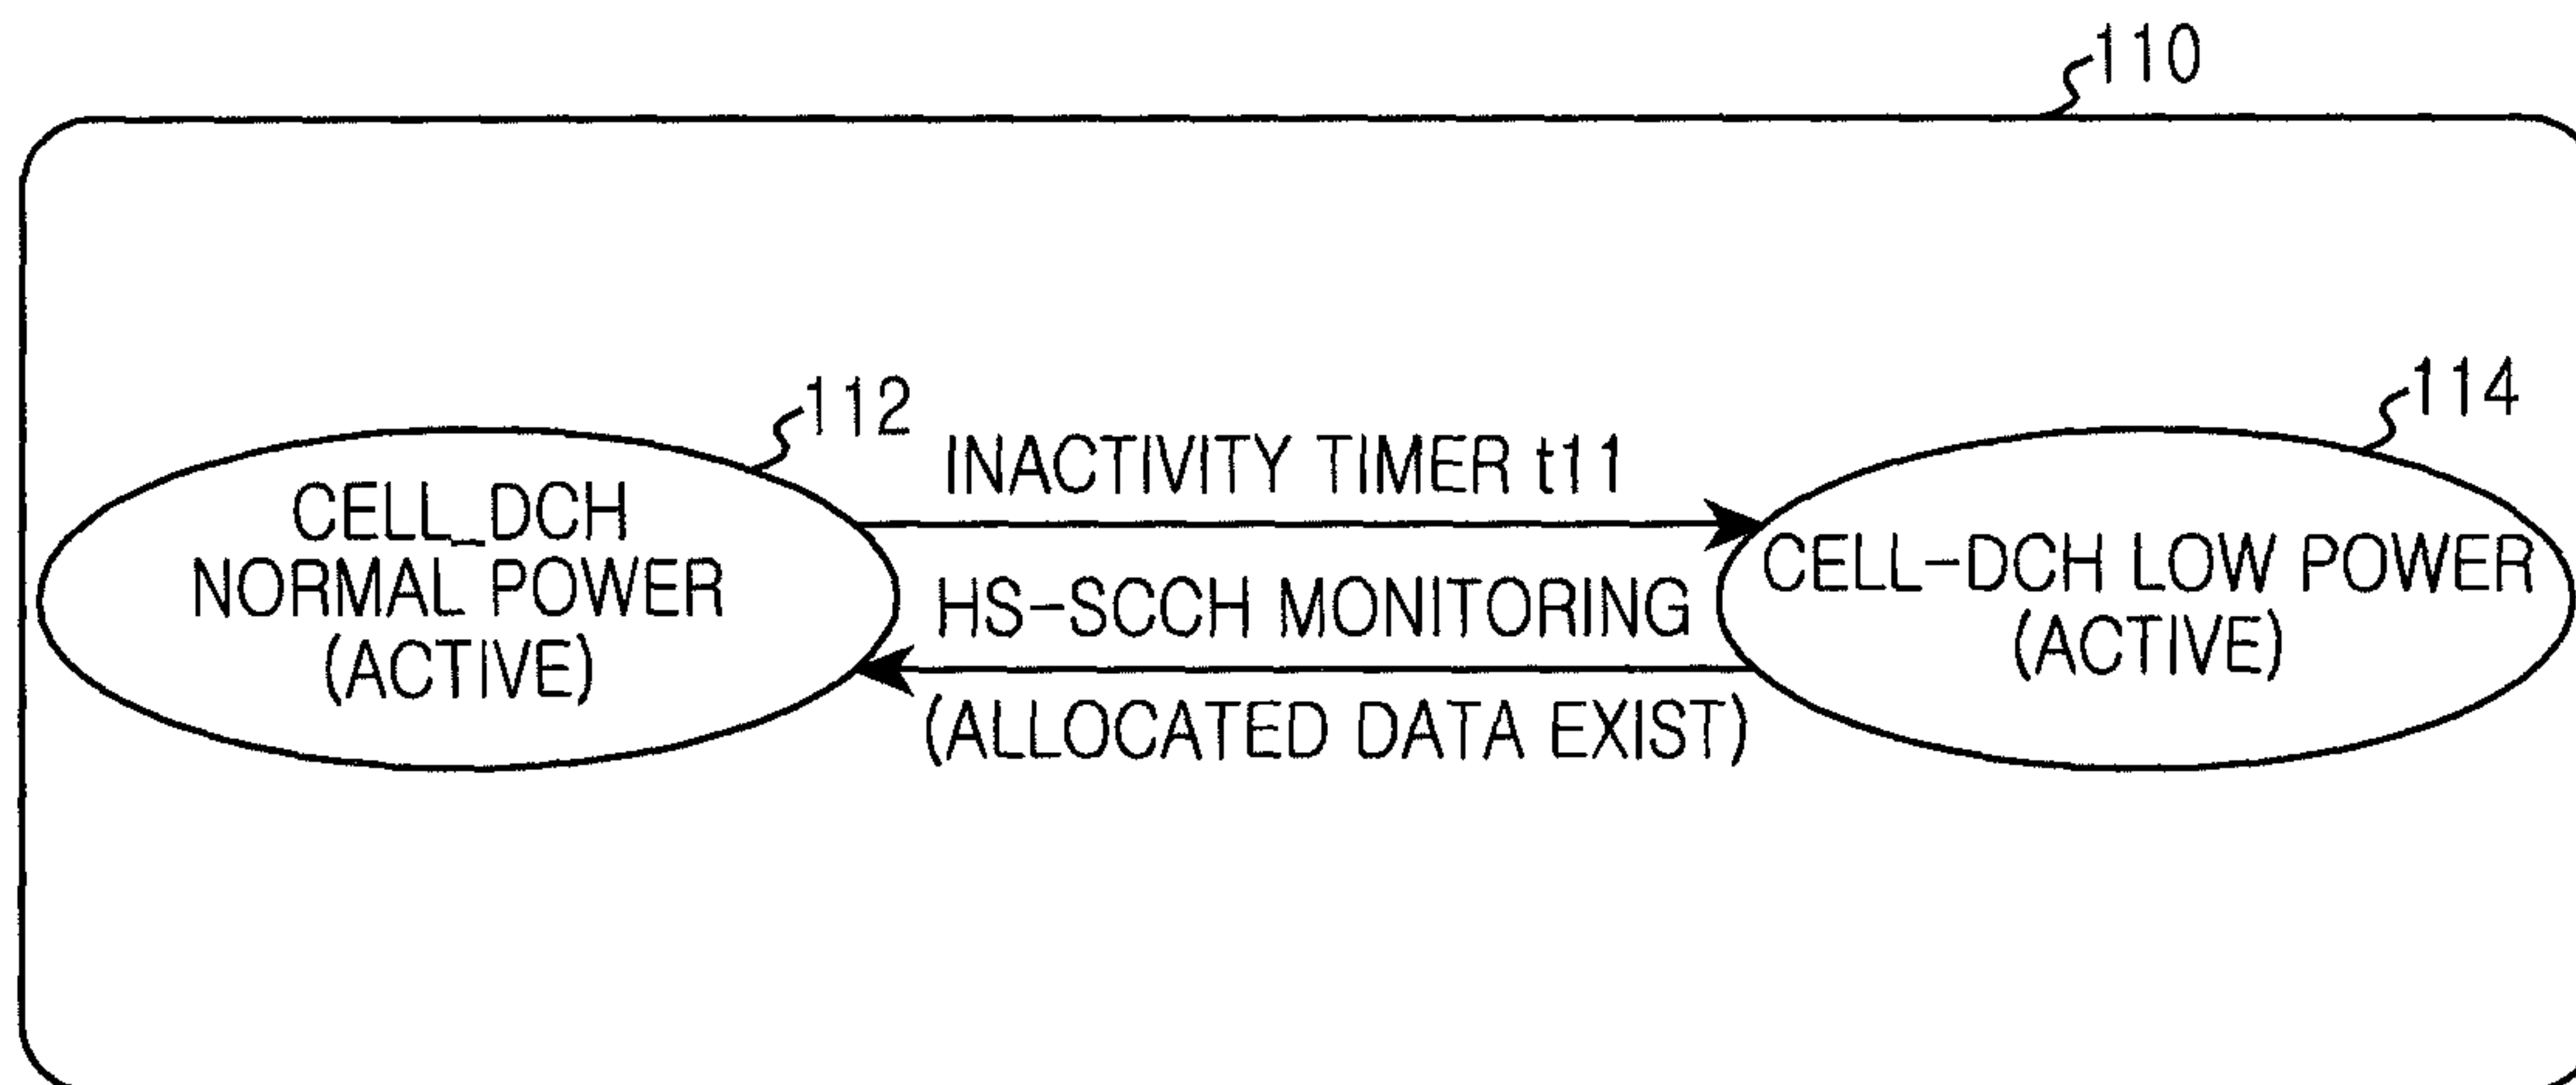 110
112
114
CELL_DCH
NORMAL POWER
(ACTIVE)
INACTIVITY TIMER t11
HS-SCCH MONITORING
(ALLOCATED DATA EXIST)
CELL-DCH LOW POWER
(ACTIVE)